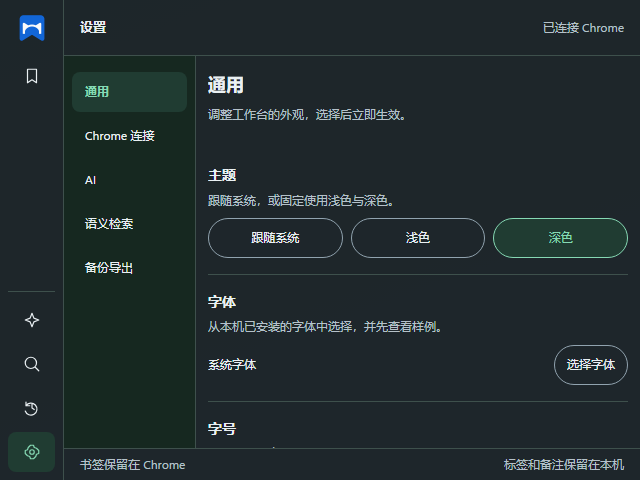 设置
已连接 Chrome
通用
Chrome 连接
AI
语义检索
备份导出
通用
调整工作台的外观，选择后立即生效。
主题
跟随系统，或固定使用浅色与深色。
跟随系统
浅色
深色
字体
从本机已安装的字体中选择，并先查看样例。
系统字体
选择字体
字号
书签保留在 Chrome
标签和备注保留在本机